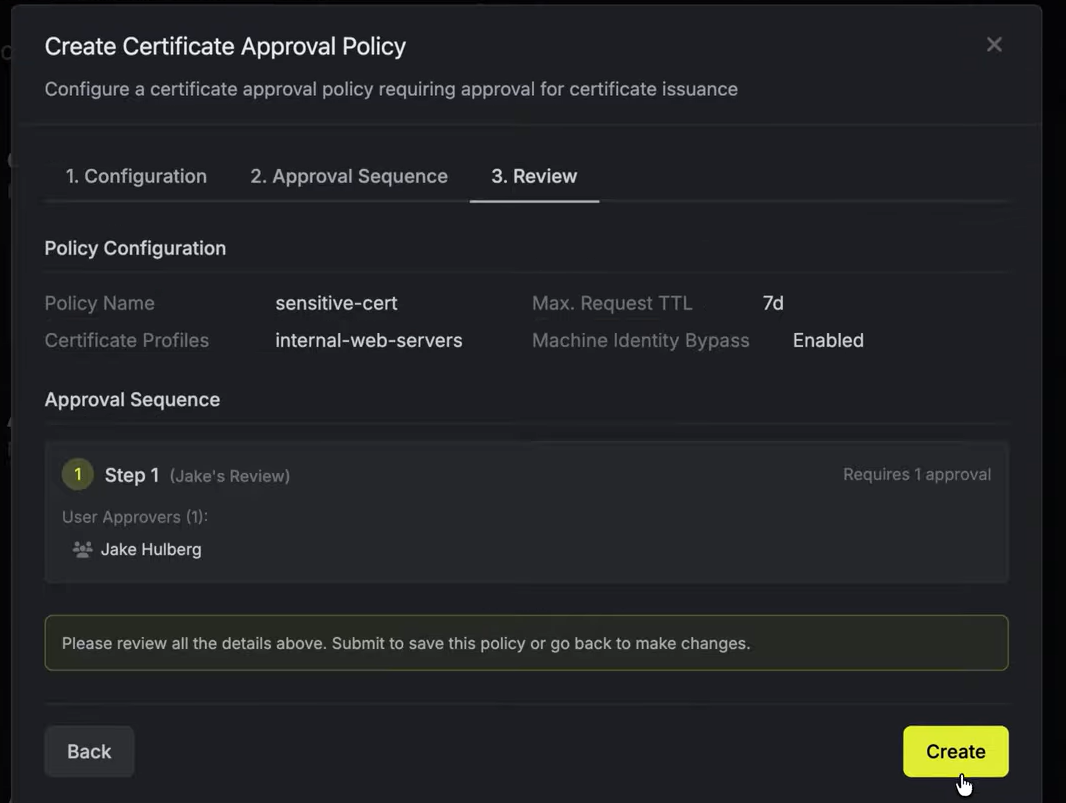 Create Certificate Approval Policy
Configure a certificate approval policy requiring approval for certificate issuance
1. Configuration 2. Approval Sequence 3. Review
Policy Configuration
Policy Name sensitive-cert Max. Request TTL 7d
Certificate Profiles internal-web-servers Machine Identity Bypass Enabled
Approval Sequence
1 Step 1 (Jake's Review) Requires 1 approval
User Approvers (1):
Jake Hulberg
Please review all the details above. Submit to save this policy or go back to make changes.
Back Create